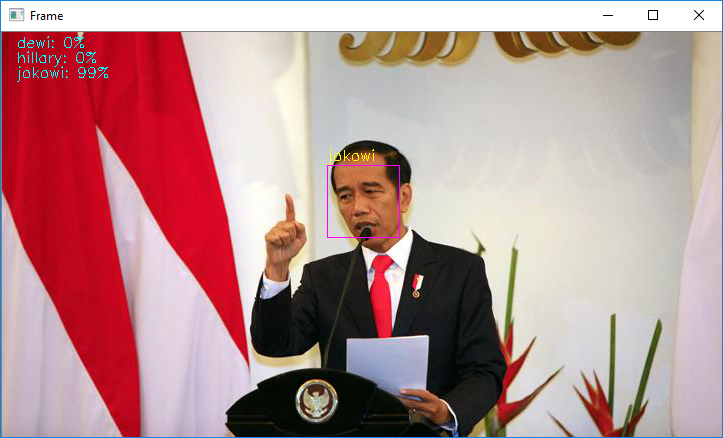 Frame
dewi: 0%
hillary: 0%
jokowi: 99%
jokowi